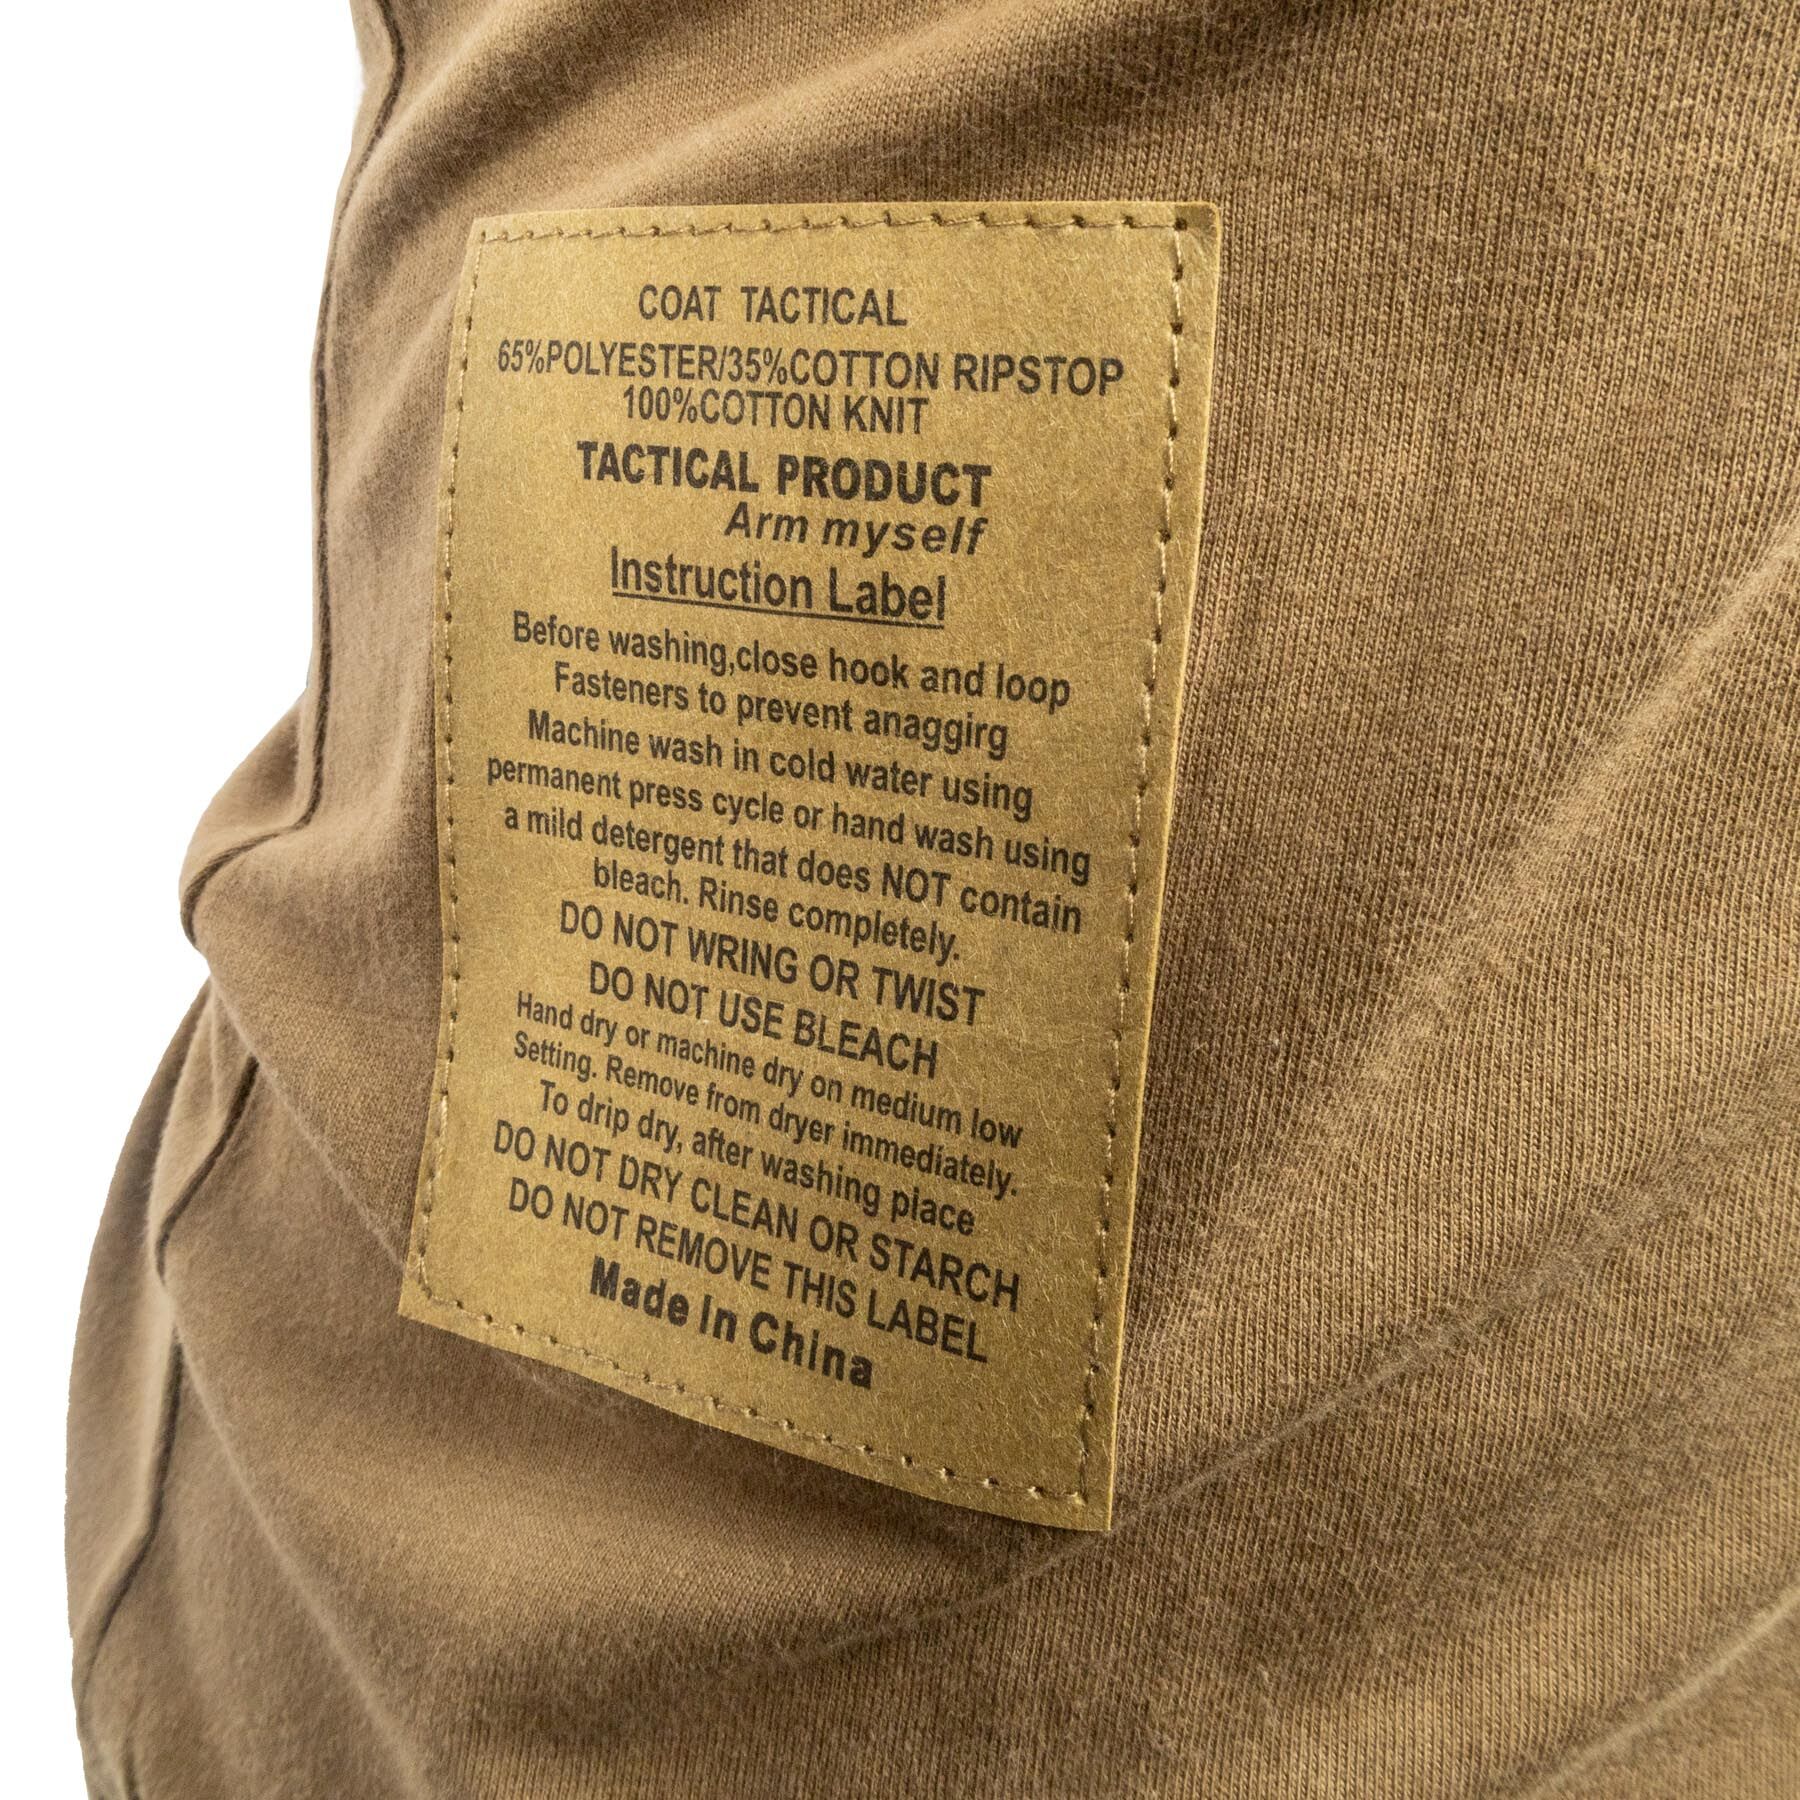 COAT TACTICAL
65%POLYESTER/35%COTTON RIPSTOP
100%COTTON KNIT
TACTICAL PRODUCT
Arm myself
Instruction Label
Before washing,close hook and loop
Fasteners to prevent anaggirg
Machine wash in cold water using
permanent press cycle or hand wash using
a mild detergent that does NOT contain
bleach. Rinse completely.
DO NOT WRING OR TWIST
DO NOT USE BLEACH
Hand dry or machine dry on medium low
Setting. Remove from dryer immediately.
To drip dry, after washing place
DO NOT DRY CLEAN OR STARCH
DO NOT REMOVE THIS LABEL
Made In China